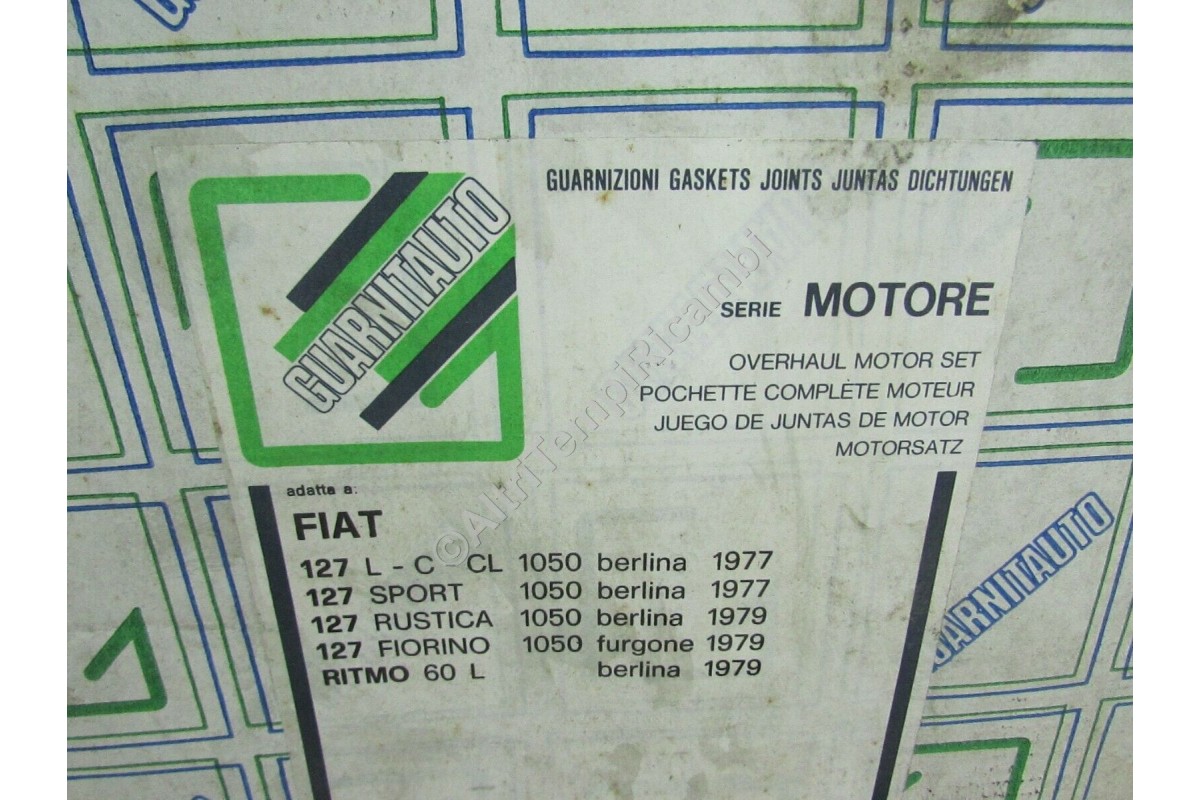 GUARNITAUTO
GUARNIZIONI GASKETS JOINTS JUNTAS DICHTUNGEN
SERIE MOTORE
OVERHAUL MOTOR SET
POCHETTE COMPLÈTE MOTEUR
JUEGO DE JUNTAS DE MOTOR
MOTORSATZ
adatta a:
FIAT
127 L - C CL 1050 berlina 1977
127 SPORT 1050 berlina 1977
127 RUSTICA 1050 berlina 1979
127 FIORINO 1050 furgone 1979
RITMO 60 L berlina 1979
GUARNITAUTO
©AltriTempiRicambi